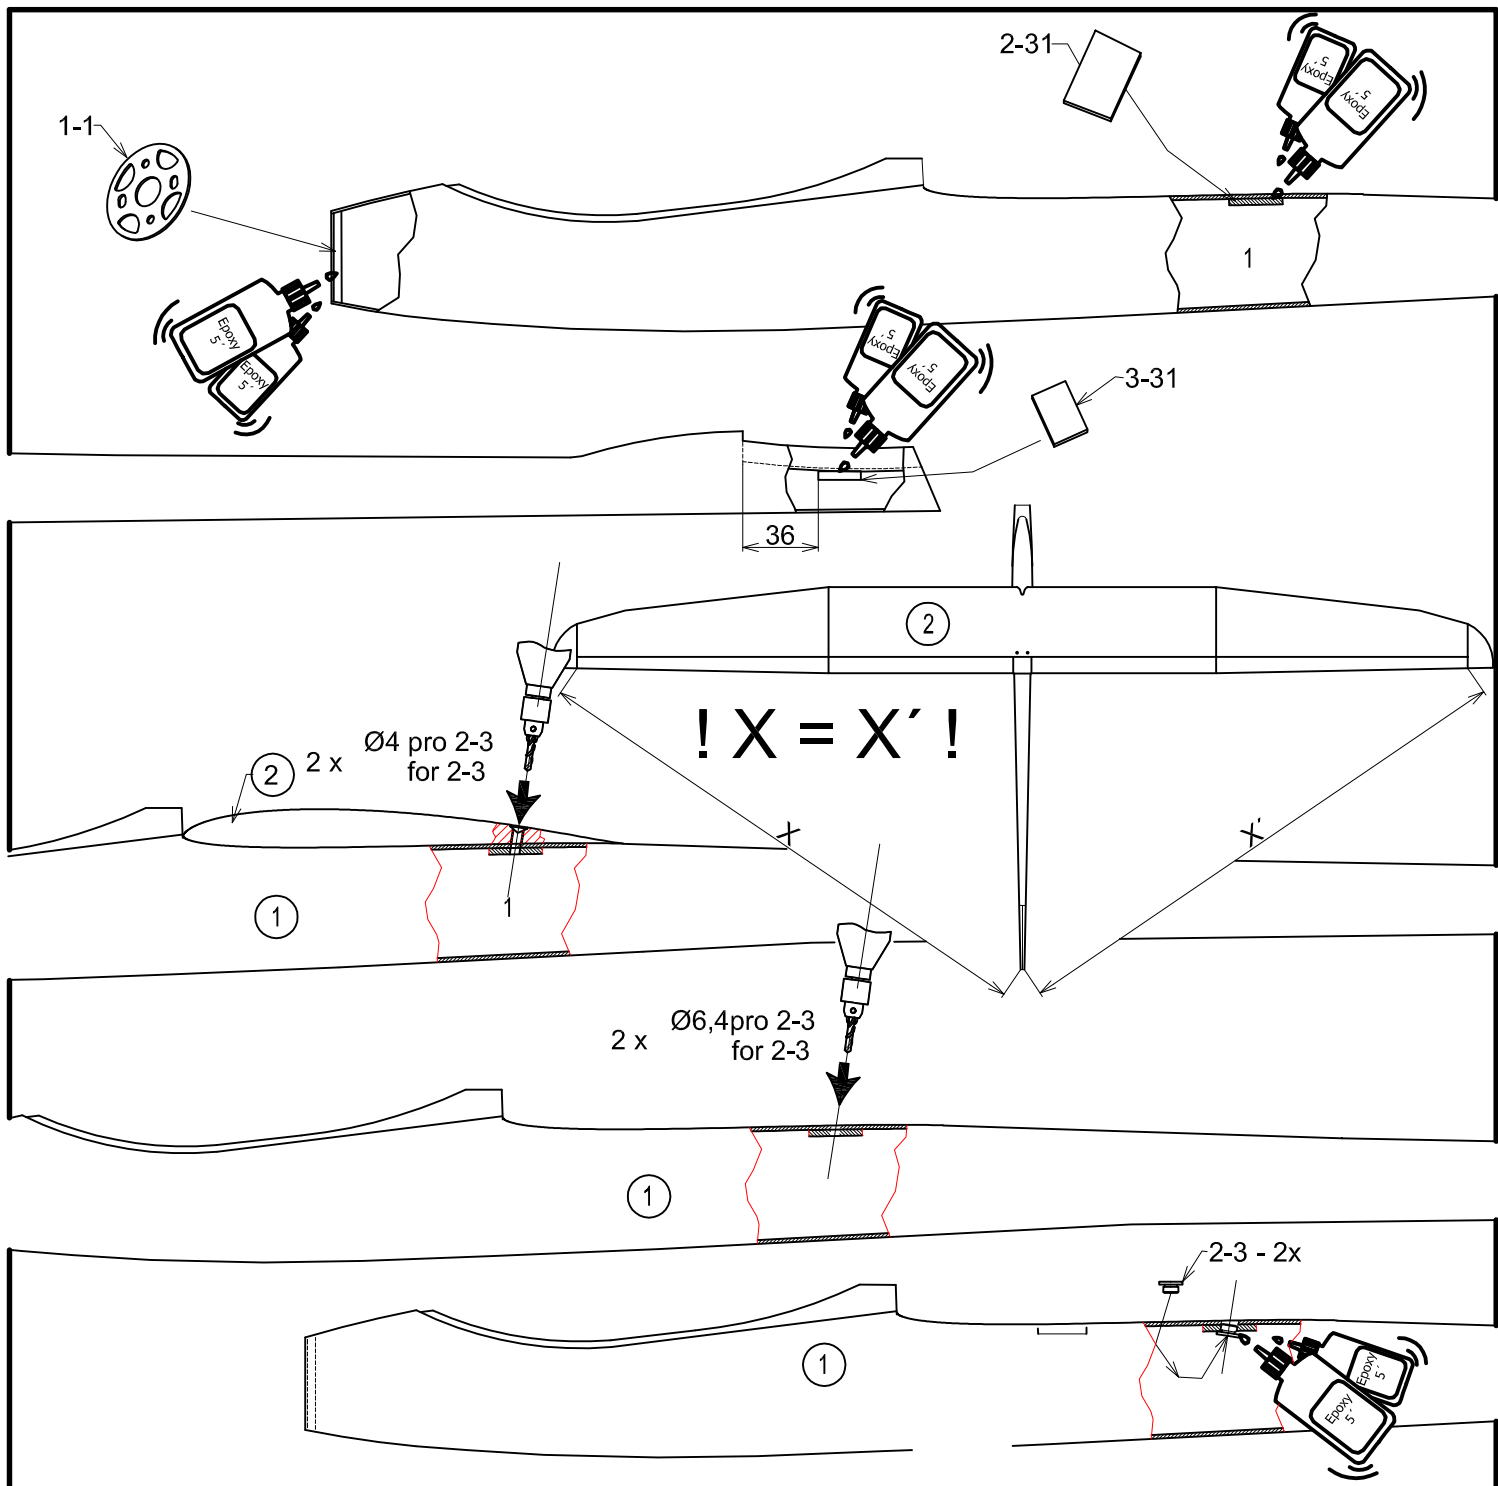 2-31
Epoxy
5´
Epoxy
5´
1-1
1
Epoxy
5´
Epoxy
5´
Epoxy
5´
Epoxy
5´
3-31
36
2
! X = X´ !
2 2 x Ø4 pro 2-3
for 2-3
X
X´
1
1
2 x Ø6,4pro 2-3
for 2-3
1
2-3 - 2x
1
Epoxy
5´
Epoxy
5´